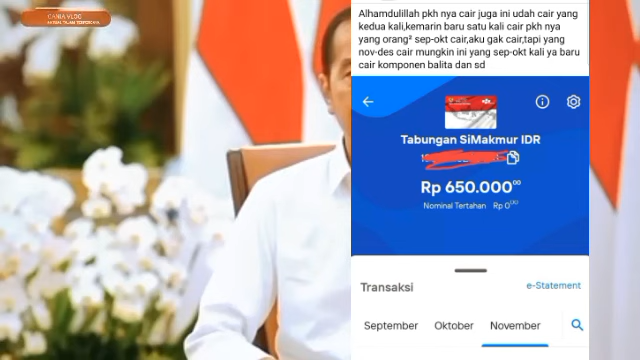 CANIA VLOG
Alhamdulillah pkh nya cair juga ini udah cair yang
kedua kali,kemarin baru satu kali cair pkh nya
yang orang² sep-okt cair,aku gak cair,tapi yang
nov-des cair mungkin ini yang sep-okt kali ya baru
cair komponen balita dan sd
Tabungan SiMakmur IDR
Rp 650.000⁰⁰
Nominal Tertahan Rp 0⁰⁰
Transaksi
e-Statement
September Oktober November